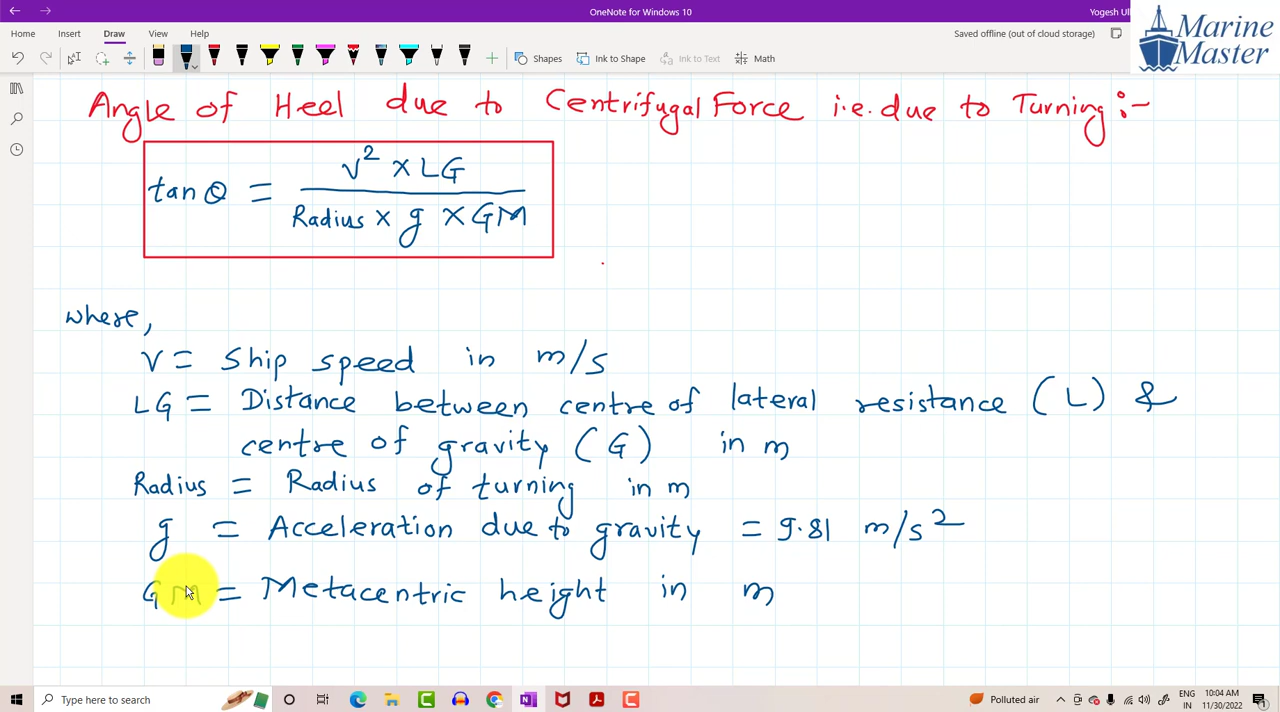 OneNote for Windows 10
Yogesh Ul
Home Insert Draw View Help
Saved offline (out of cloud storage)
Marine Master
Shapes Ink to Shape Ink to Text Math
Angle of Heel due to Centrifugal Force i.e. due to Turning :-
tan θ = v² × LG / Radius × g × GM
where,
v = Ship speed in m/s
LG = Distance between centre of lateral resistance (L) &
centre of gravity (G) in m
Radius = Radius of turning in m
g = Acceleration due to gravity = 9.81 m/s²
GM = Metacentric height in m
Type here to search
Polluted air
ENG
IN
10:04 AM
11/30/2022